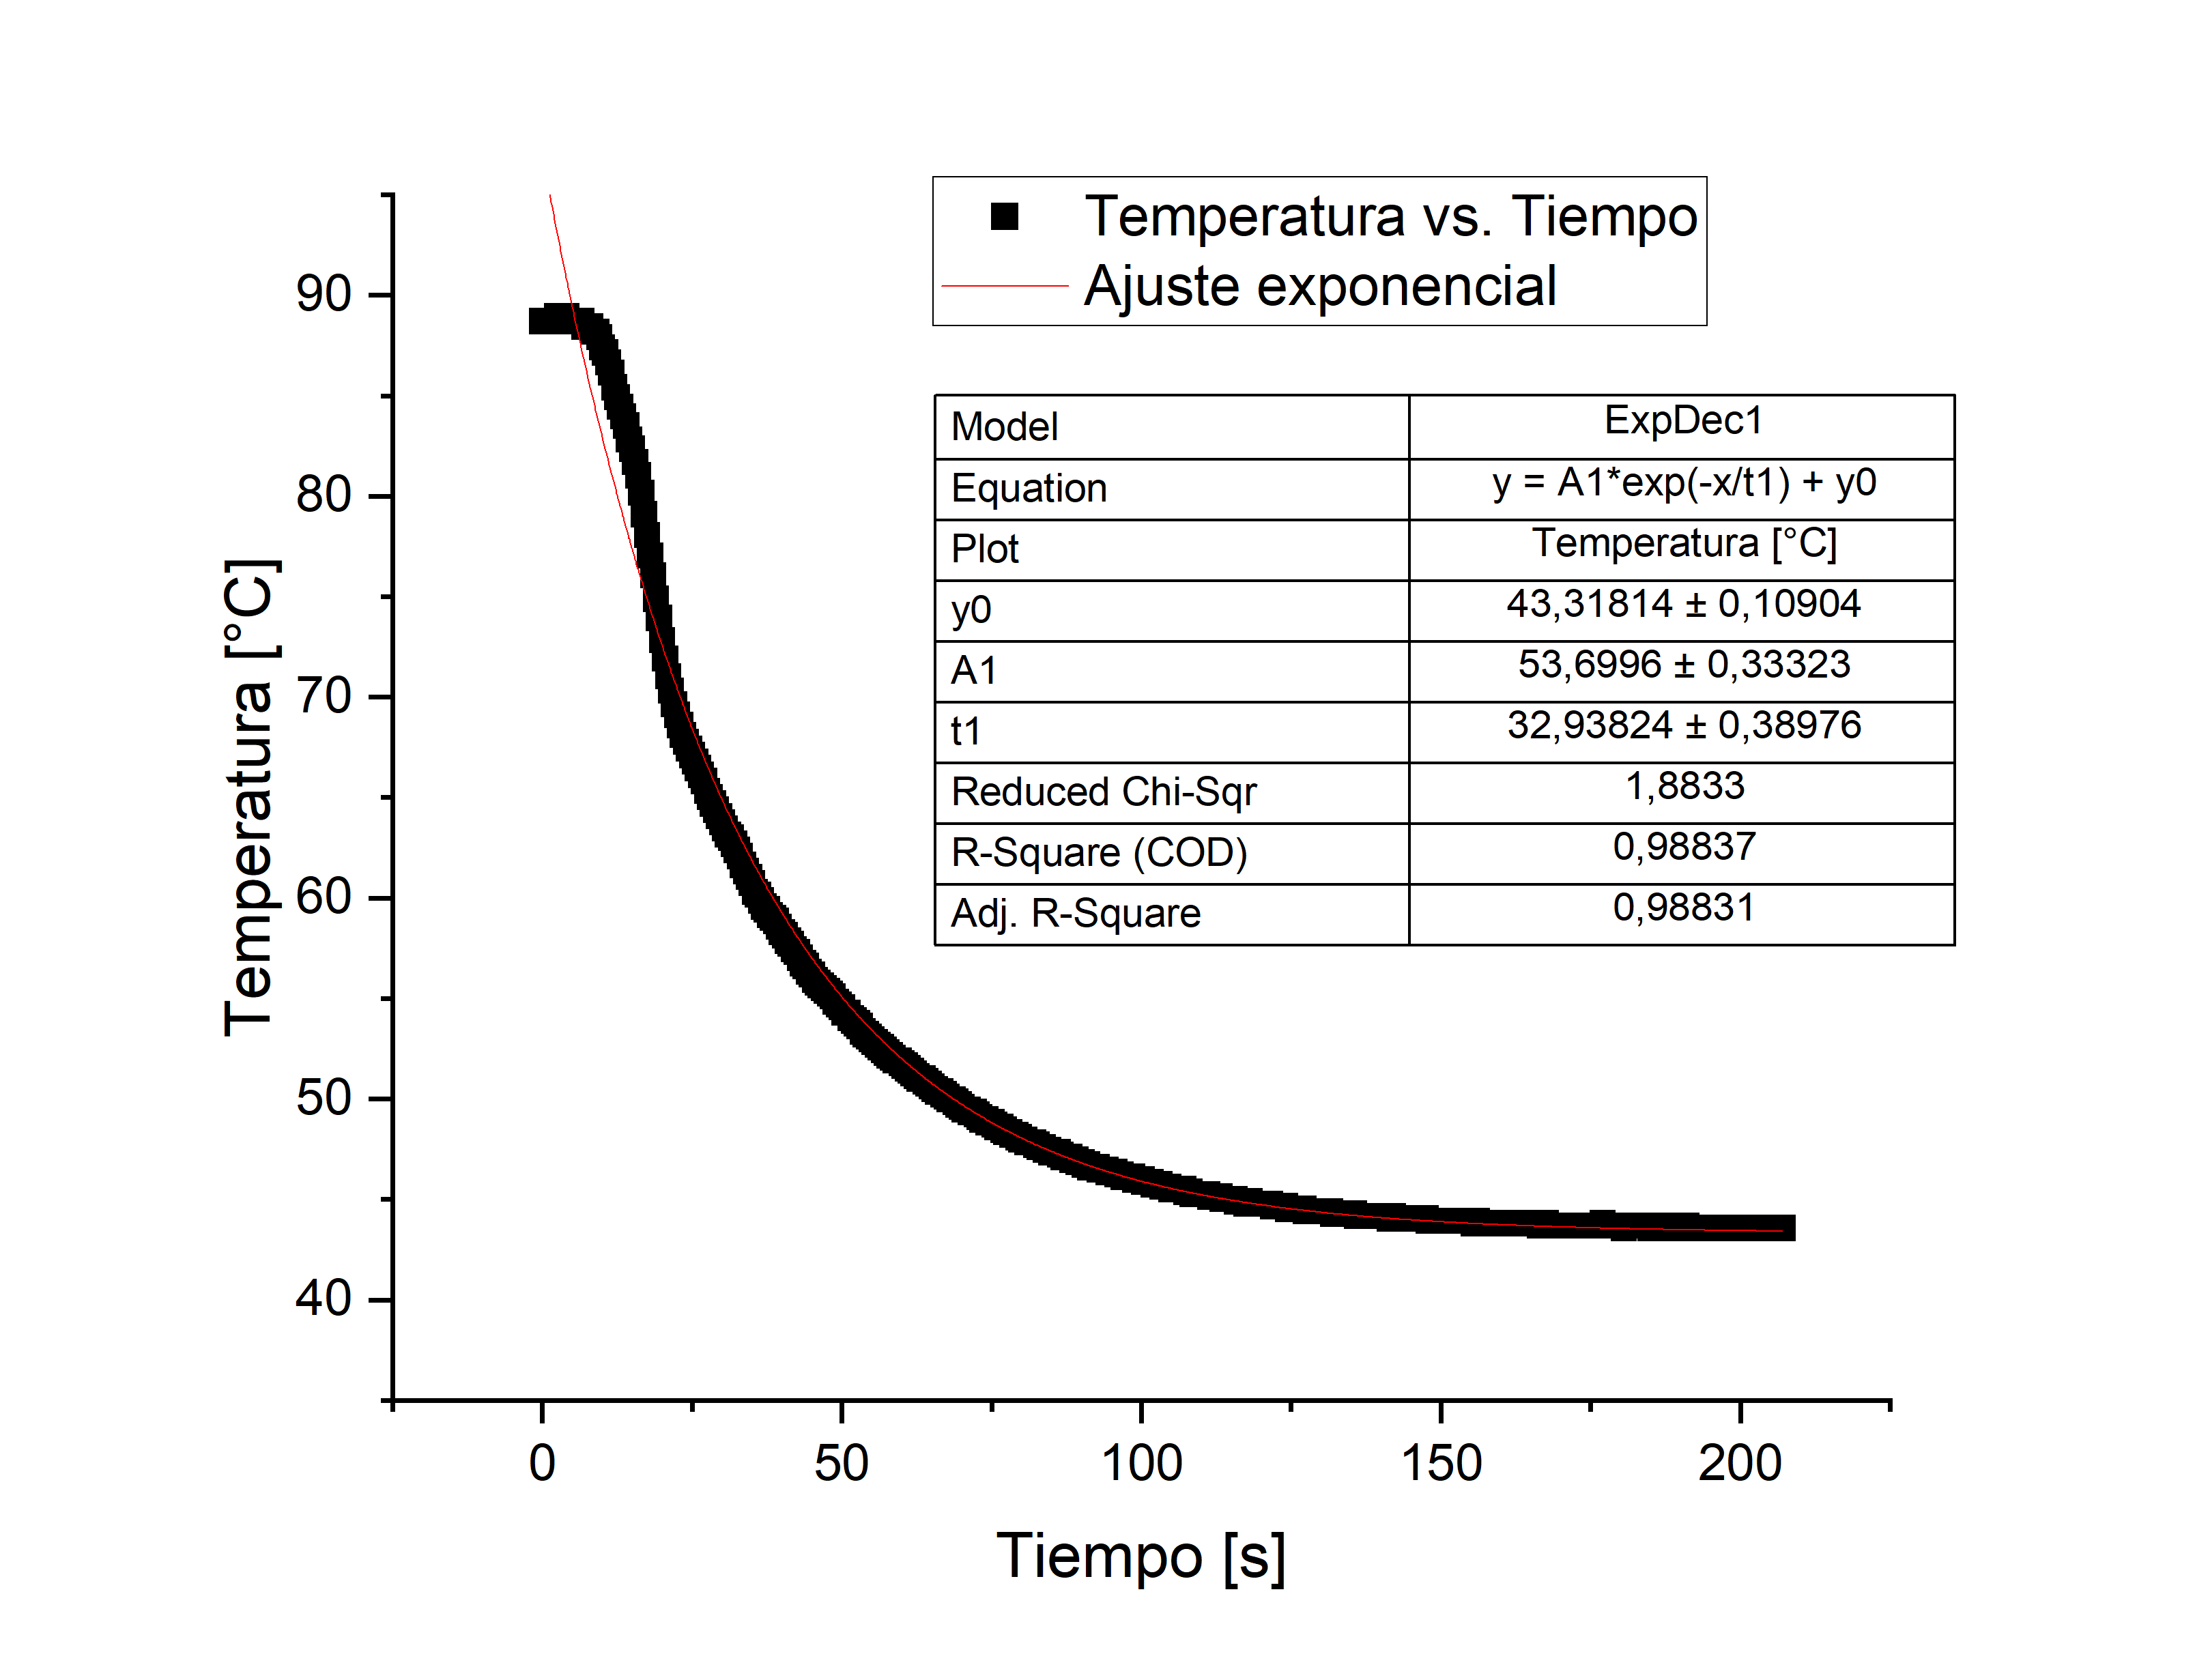 Temperatura vs. Tiempo
Ajuste exponencial
Model ExpDec1
Equation y = A1*exp(-x/t1) + y0
Plot Temperatura [°C]
y0 43,31814 ± 0,10904
A1 53,6996 ± 0,33323
t1 32,93824 ± 0,38976
Reduced Chi-Sqr 1,8833
R-Square (COD) 0,98837
Adj. R-Square 0,98831
Temperatura [°C]
90
80
70
60
50
40
0 50 100 150 200
Tiempo [s]